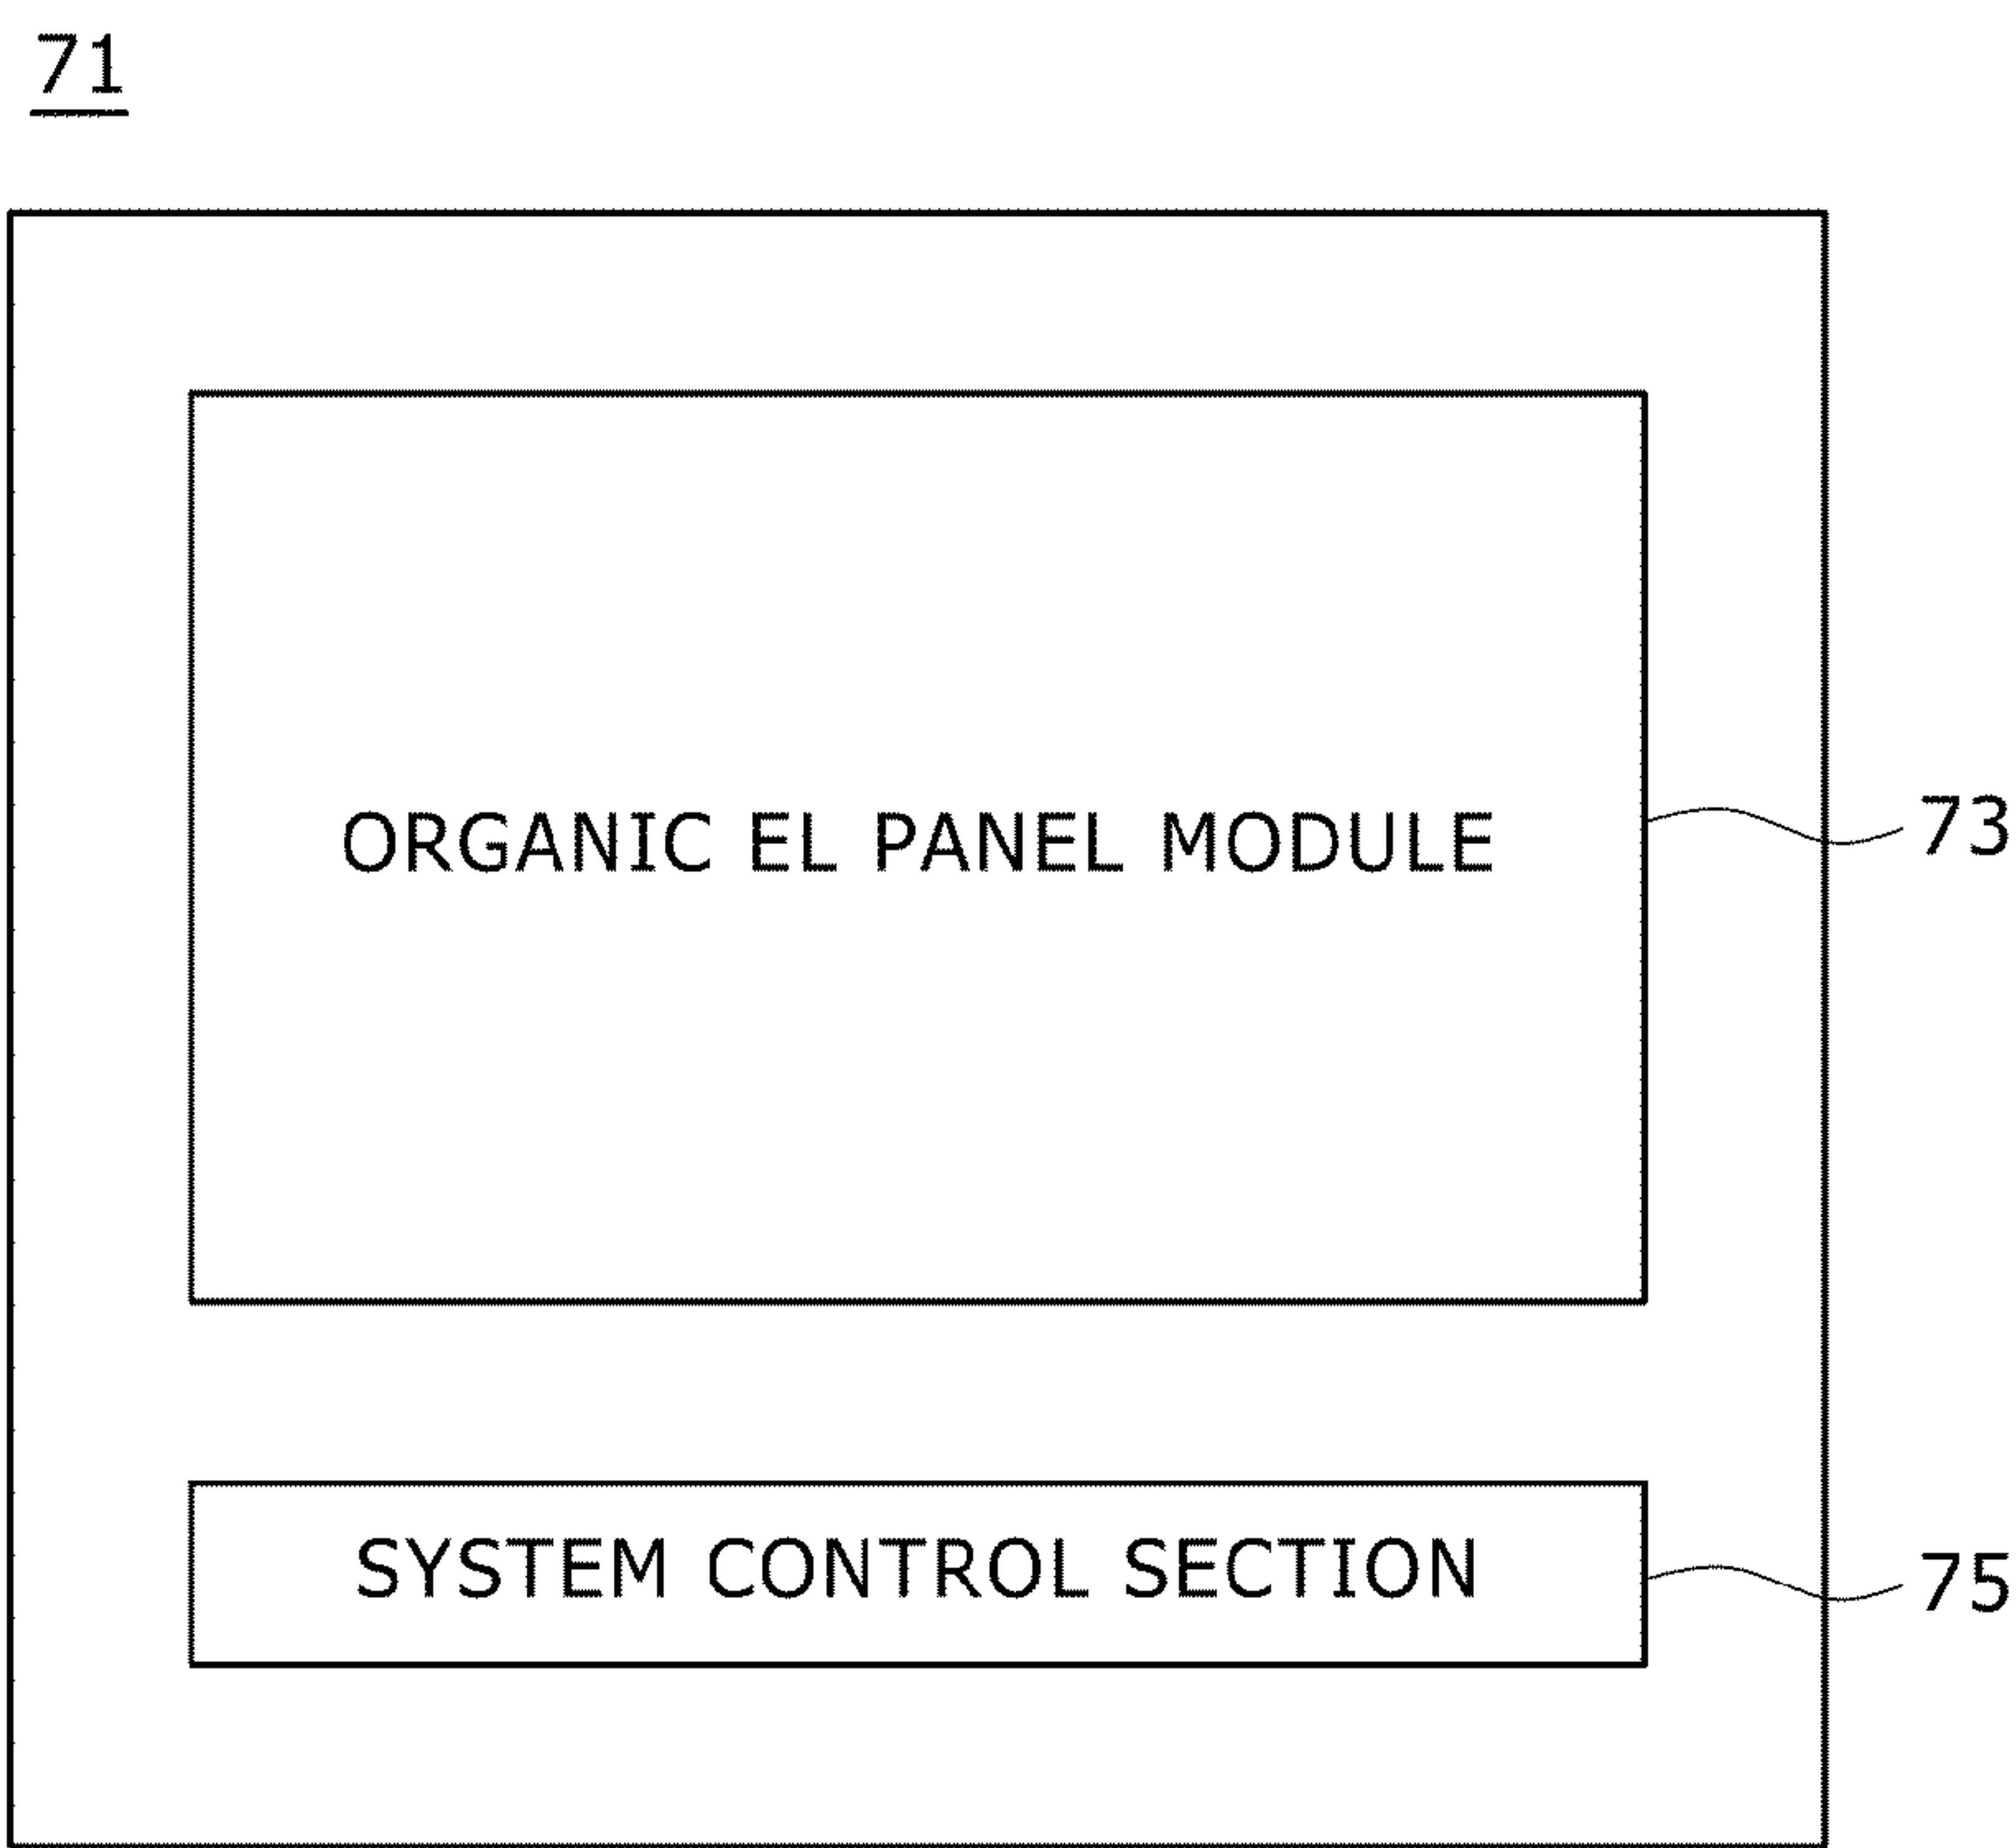 71
ORGANIC EL PANEL MODULE
73
SYSTEM CONTROL SECTION
75